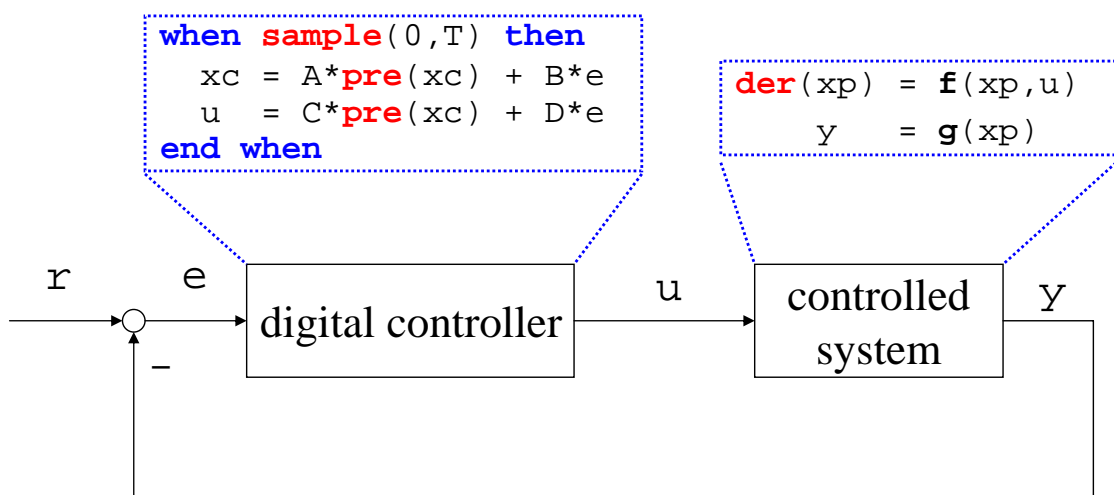 when sample(0,T) then
xc = A*pre(xc) + B*e
u = C*pre(xc) + D*e
end when
der(xp) = f(xp,u)
y = g(xp)
r
e
digital controller
u
controlled
system
y
-